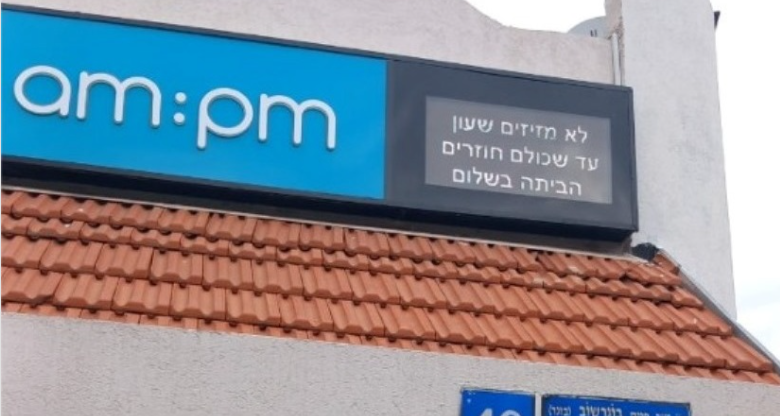 am:pm
לא מזיזים שעון
עד שכולם חוזרים
הביתה בשלום